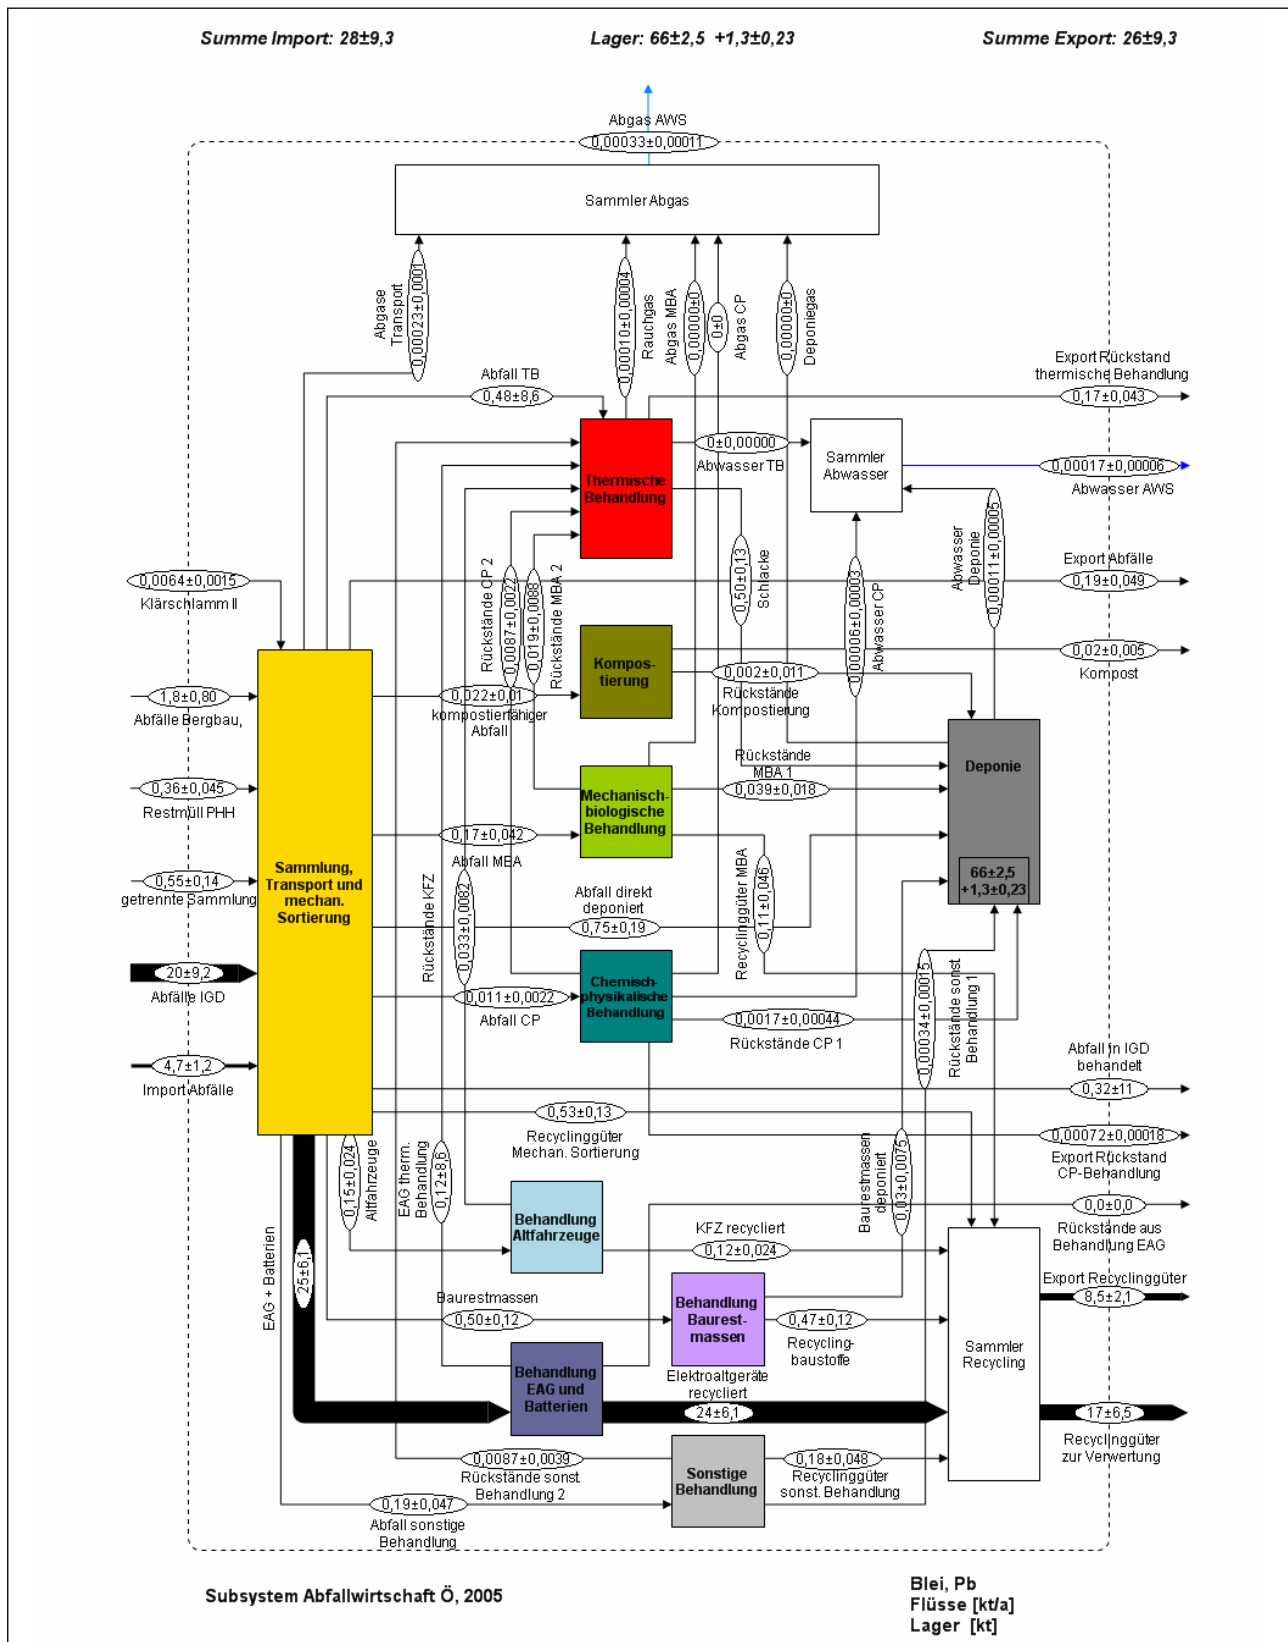 Summe Import: 28±9,3
Lager: 66±2,5 +1,3±0,23
Summe Export: 26±9,3
Abgas AWS
0,00033±0,00011
Sammler Abgas
Abgase
Transport
0,00023±0,0001
0,00010±0,00004
Rauchgas
Abgas MBA
0,00000±0
0±0
Abgas CP
0,00000±0
Deponiegas
Abfall TB
0,48±8,6
Export Rückstand
thermische Behandlung
0,17±0,043
Thermische
Behandlung
0±0,00000
Abwasser TB
Sammler
Abwasser
0,00017±0,00006
Abwasser AWS
Rückstände CP 2
0,0087±0,0022
0,019±0,0088
Rückstände MBA 2
0,50±0,13
Schlacke
0,00006±0,00003
Abwasser CP
Abwasser
Deponie
0,00011±0,00005
Export Abfälle
0,19±0,049
0,0064±0,0015
Klärschlamm II
Kompos-
tierung
0,02±0,005
Kompost
0,002±0,011
Rückstände
Kompostierung
1,8±0,80
Abfälle Bergbau,
0,022±0,01
kompostierfähiger
Abfall
0,36±0,045
Restmüll PHH
Mechanisch-
biologische
Behandlung
Rückstände
MBA 1
0,039±0,018
Deponie
66±2,5
+1,3±0,23
0,17±0,042
Abfall MBA
Sammlung,
Transport und
mechan.
Sortierung
0,55±0,14
getrennte Sammlung
Rückstände KFZ
0,033±0,0082
Abfall direkt
deponiert
0,75±0,19
Recyclinggüter MBA
0,11±0,046
20±9,2
Abfälle IGD
0,011±0,0022
Abfall CP
Chemisch-
physikalische
Behandlung
0,0017±0,00044
Rückstände CP 1
0,00034±0,00015
Rückstände sonst
Behandlung 1
4,7±1,2
Import Abfälle
Abfall in IGD
behandelt
0,32±11
0,53±0,13
Recyclinggüter
Mechan. Sortierung
0,00072±0,00018
Export Rückstand
CP-Behandlung
0,15±0,024
Altfahrzeuge
EAG therm.
Behandlung
0,12±8,6
Baurestmassen
deponiert
0,03±0,0075
Behandlung
Altfahrzeuge
KFZ recycliert
0,12±0,024
0,0±0,0
Rückstände aus
Behandlung EAG
EAG + Batterien
25±6,1
Baurestmassen
0,50±0,12
Behandlung
Baurest-
massen
0,47±0,12
Recycling-
baustoffe
Export Recyclinggüter
8,5±2,1
Sammler
Recycling
Behandlung
EAG und
Batterien
Elektroaltgeräte
recycliert
24±6,1
17±6,5
Recyclinggüter
zur Verwertung
0,0087±0,0039
Rückstände sonst.
Behandlung 2
Sonstige
Behandlung
0,18±0,048
Recyclinggüter
sonst. Behandlung
0,19±0,047
Abfall sonstige
Behandlung
Subsystem Abfallwirtschaft Ö, 2005
Blei, Pb
Flüsse [kt/a]
Lager [kt]